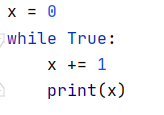 x = 0
while True:
    x += 1
    print(x)